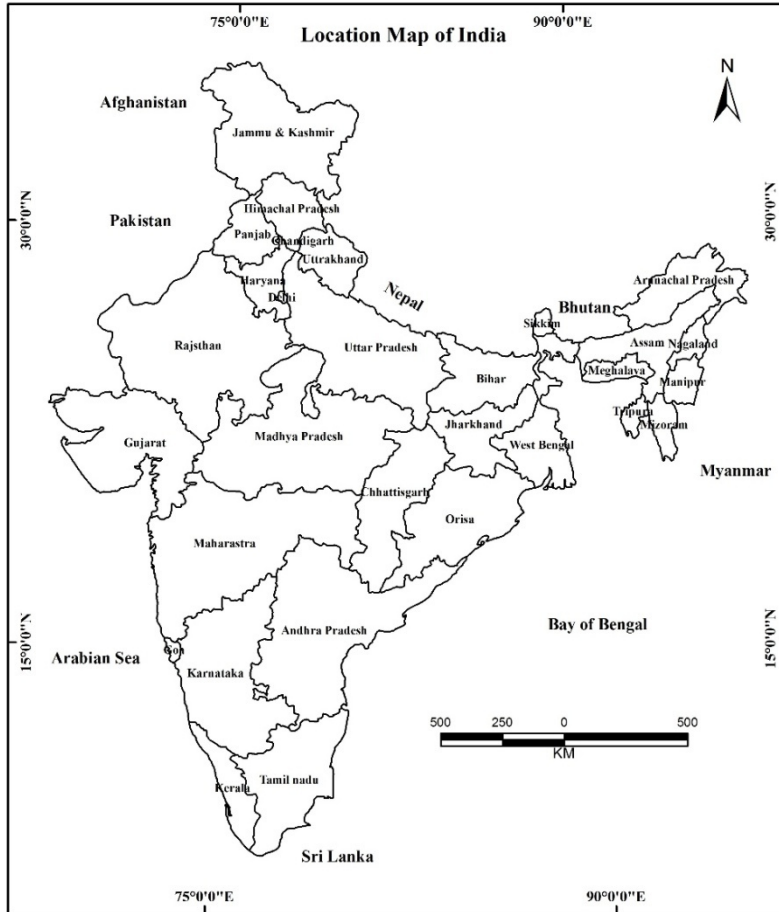 75°0'0"E
90°0'0"E
Location Map of India
N
Afghanistan
Jammu & Kashmir
30°0'0"N
30°0'0"N
Himachal Pradesh
Pakistan
Panjab
Chandigarh
Uttrakhand
Haryana
Delhi
Nepal
Arunachal Pradesh
Bhutan
Sikkim
Rajsthan
Uttar Pradesh
Assam
Nagaland
Bihar
Meghalaya
Manipur
Tripura
Mizoram
Gujarat
Madhya Pradesh
Jharkhand
West Bengal
Myanmar
Chhattisgarh
Orisa
Maharastra
Andhra Pradesh
Bay of Bengal
15°0'0"N
15°0'0"N
Goa
Arabian Sea
Karnataka
500 250 0 500
KM
Tamil nadu
Kerala
Sri Lanka
75°0'0"E
90°0'0"E